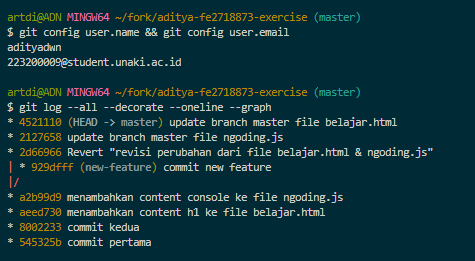 artdi@ADN MINGW64 ~/fork/aditya-fe2718873-exercise (master)
$ git config user.name && git config user.email
adityadwn
223200009@student.unaki.ac.id

artdi@ADN MINGW64 ~/fork/aditya-fe2718873-exercise (master)
$ git log --all --decorate --oneline --graph
* 4521110 (HEAD -> master) update branch master file belajar.html
* 2127658 update branch master file ngoding.js
* 2d66966 Revert "revisi perubahan dari file belajar.html & ngoding.js"
| * 929dfff (new-feature) commit new feature
|/
* a2b99d9 menambahkan content console ke file ngoding.js
* aeed730 menambahkan content h1 ke file belajar.html
* 8002233 commit kedua
* 545325b commit pertama